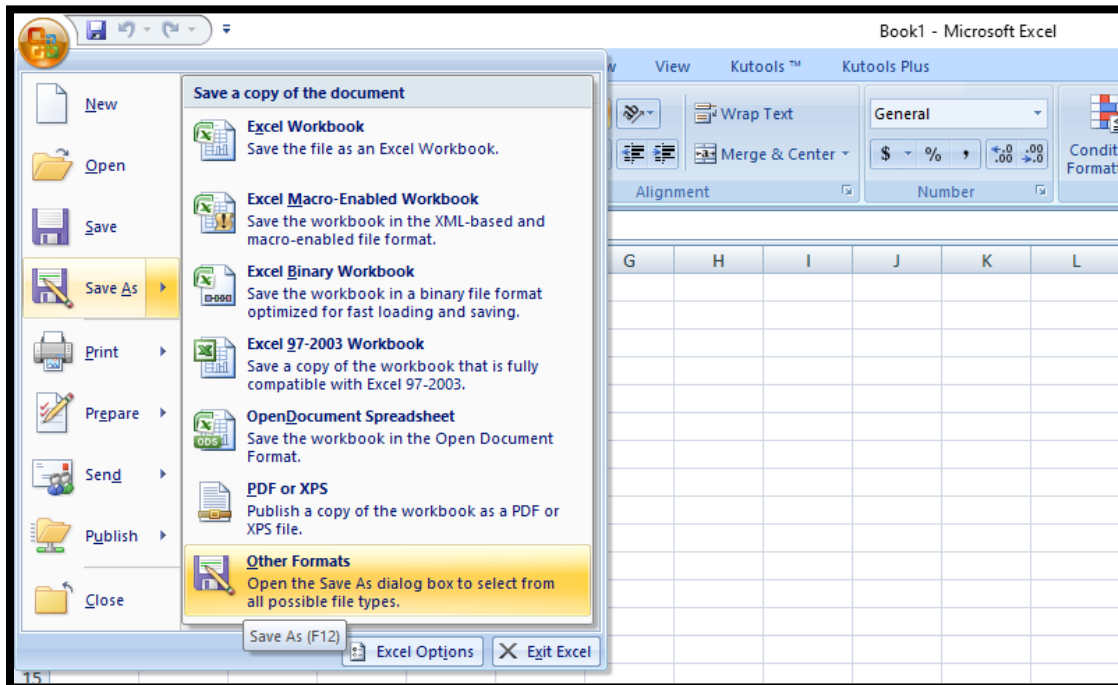 Book1 - Microsoft Excel
View Kutools ™ Kutools Plus
New
Open
Save
Save As
Print
Prepare
Send
Publish
Close
Save a copy of the document
Excel Workbook
Save the file as an Excel Workbook.
Excel Macro-Enabled Workbook
Save the workbook in the XML-based and
macro-enabled file format.
Excel Binary Workbook
Save the workbook in a binary file format
optimized for fast loading and saving.
Excel 97-2003 Workbook
Save a copy of the workbook that is fully
compatible with Excel 97-2003.
OpenDocument Spreadsheet
ODS
Save the workbook in the Open Document
Format.
PDF or XPS
Publish a copy of the workbook as a PDF or
XPS file.
Other Formats
Open the Save As dialog box to select from
all possible file types.
Save As (F12)
Excel Options Exit Excel
Wrap Text
Merge & Center
Alignment
General
$ % , .0 .00 .00 .0
Number
G H I J K L
15